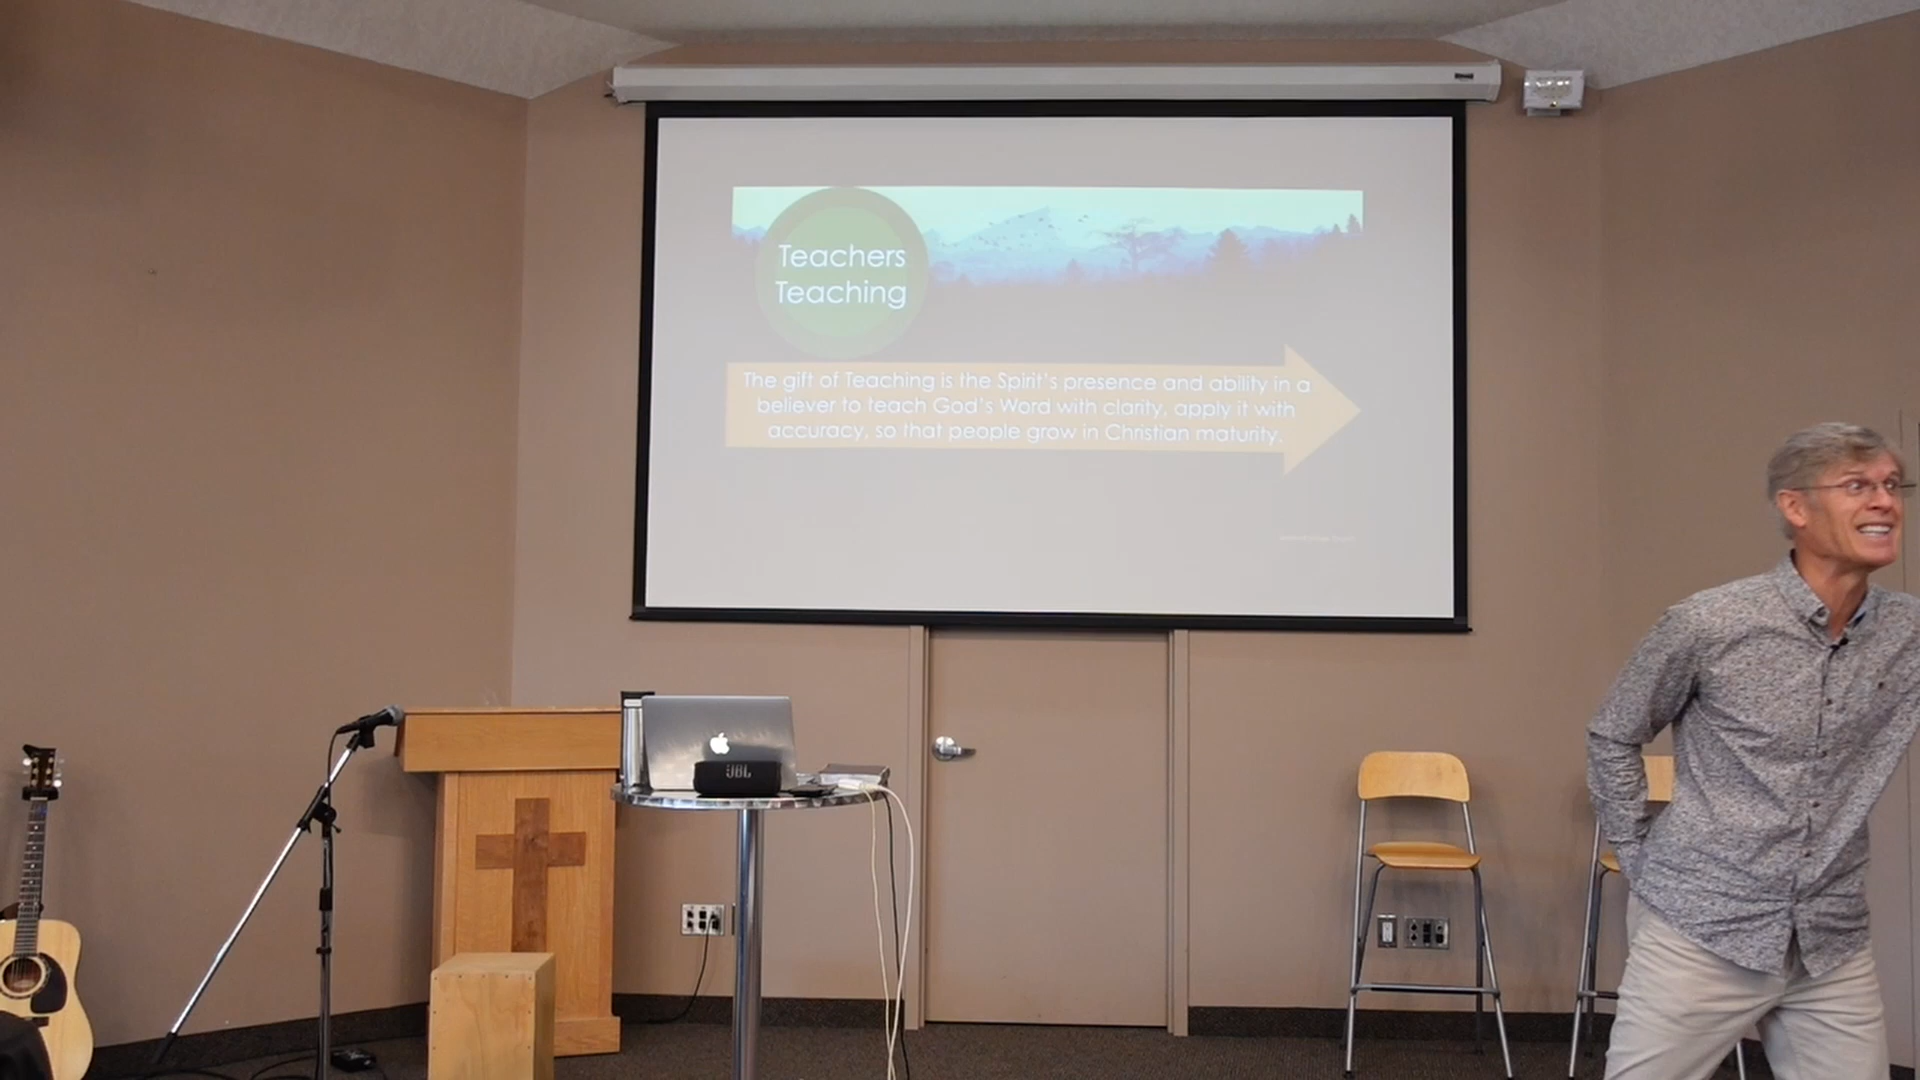 Teachers
Teaching
The gift of Teaching is the Spirit's presence and ability in a
believer to teach God's Word with clarity, apply it with
accuracy, so that people grow in Christian maturity.
JBL